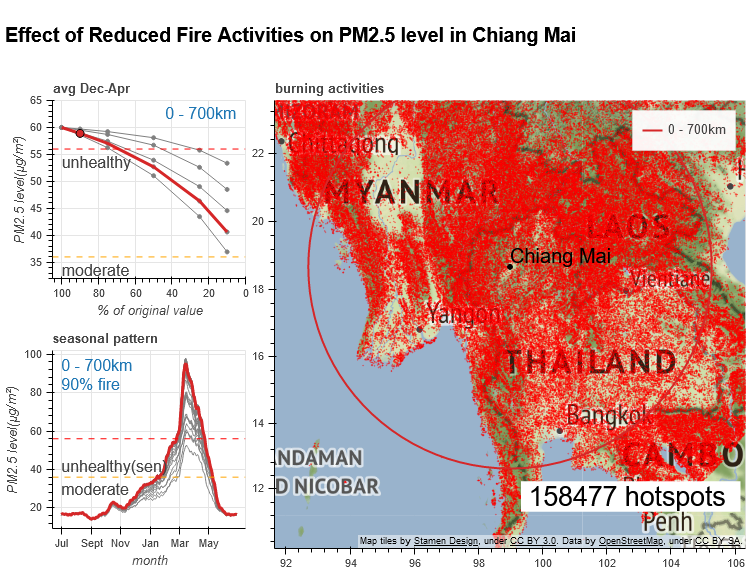 Effect of Reduced Fire Activities on PM2.5 level in Chiang Mai
avg Dec-Apr
65
60
55
50
45
40
35
0 - 700km
unhealthy
moderate
PM2.5 level(μg/m³)
100 80 60 40 20 0
% of original value
seasonal pattern
100
80
60
40
20
0 - 700km
90% fire
unhealthy(sen
moderate
PM2.5 level(μg/m³)
Jul Sept Nov Jan Mar May
month
burning activities
0 - 700km
22
20
18
16
14
12
Chittagong
MYANMAR
LAOS
Chiang Mai
Vientiane
Yangon
THAILAND
Bangkok
CAMBO
NDAMAN
D NICOBAR
158477 hotspots
Penh
Map tiles by Stamen Design, under CC BY 3.0. Data by OpenStreetMap, under CC BY SA.
92 94 96 98 100 102 104 106